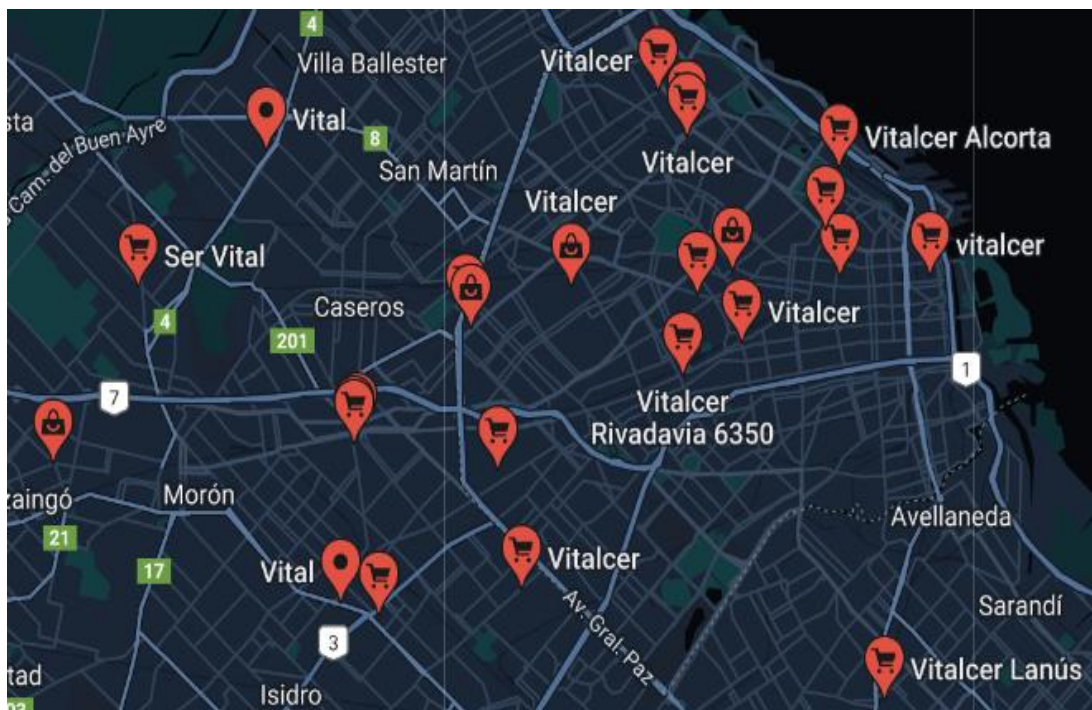 4
Villa Ballester
Vitalcer
Vital
8
sta
Cam. del Buen Ayre
San Martín
Vitalcer
Vitalcer Alcorta
Vitalcer
Ser Vital
vitalcer
Caseros
4
201
Vitalcer
7
1
Vitalcer
Rivadavia 6350
zaingó
Morón
Avellaneda
21
17
Vital
Vitalcer
Av. Gral. Paz
Sarandí
3
tad
Isidro
Vitalcer Lanús